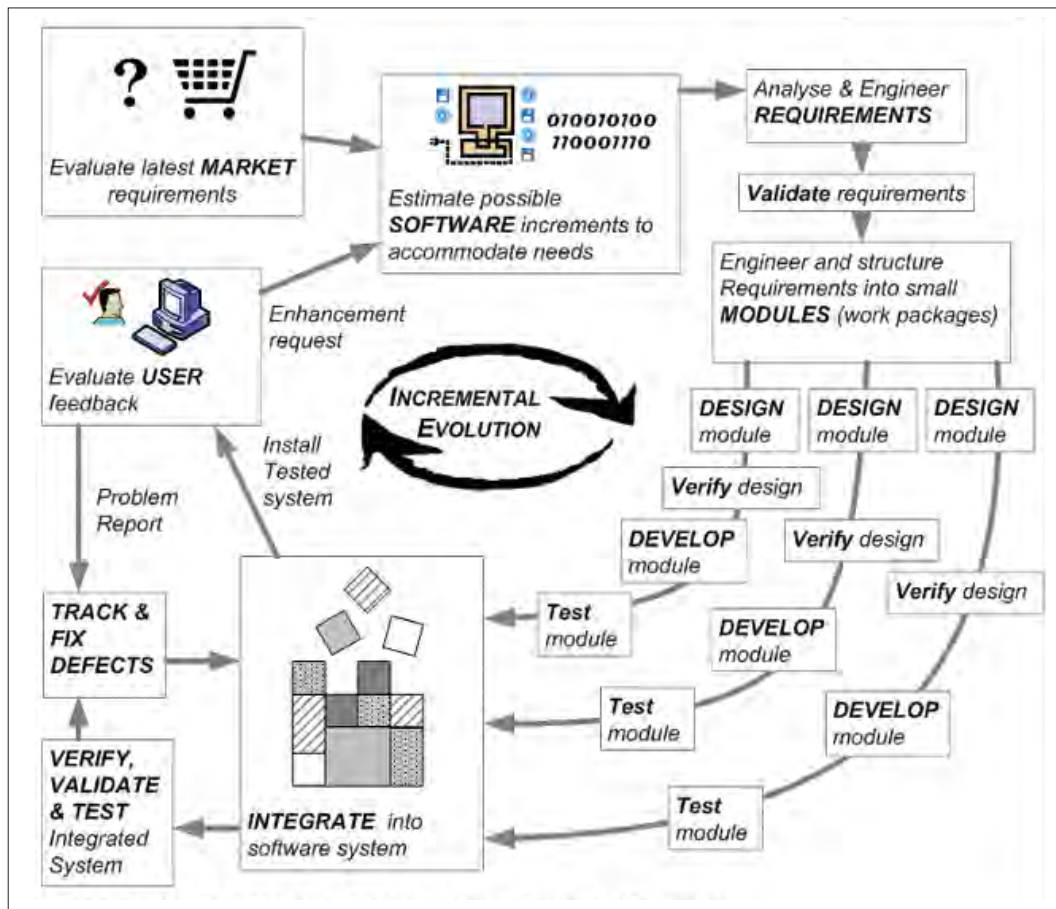 ?
Evaluate latest MARKET
requirements
010010100
110001110
Estimate possible
SOFTWARE increments to
accommodate needs
Analyse & Engineer
REQUIREMENTS
Validate requirements
Engineer and structure
Requirements into small
MODULES (work packages)
Evaluate USER
feedback
Enhancement
request
INCREMENTAL
EVOLUTION
Install
Tested
system
Problem
Report
DESIGN
module
DESIGN
module
DESIGN
module
Verify design
Verify design
Verify design
DEVELOP
module
DEVELOP
module
DEVELOP
module
Test
module
Test
module
Test
module
TRACK &
FIX
DEFECTS
VERIFY,
VALIDATE
& TEST
Integrated
System
INTEGRATE into
software system